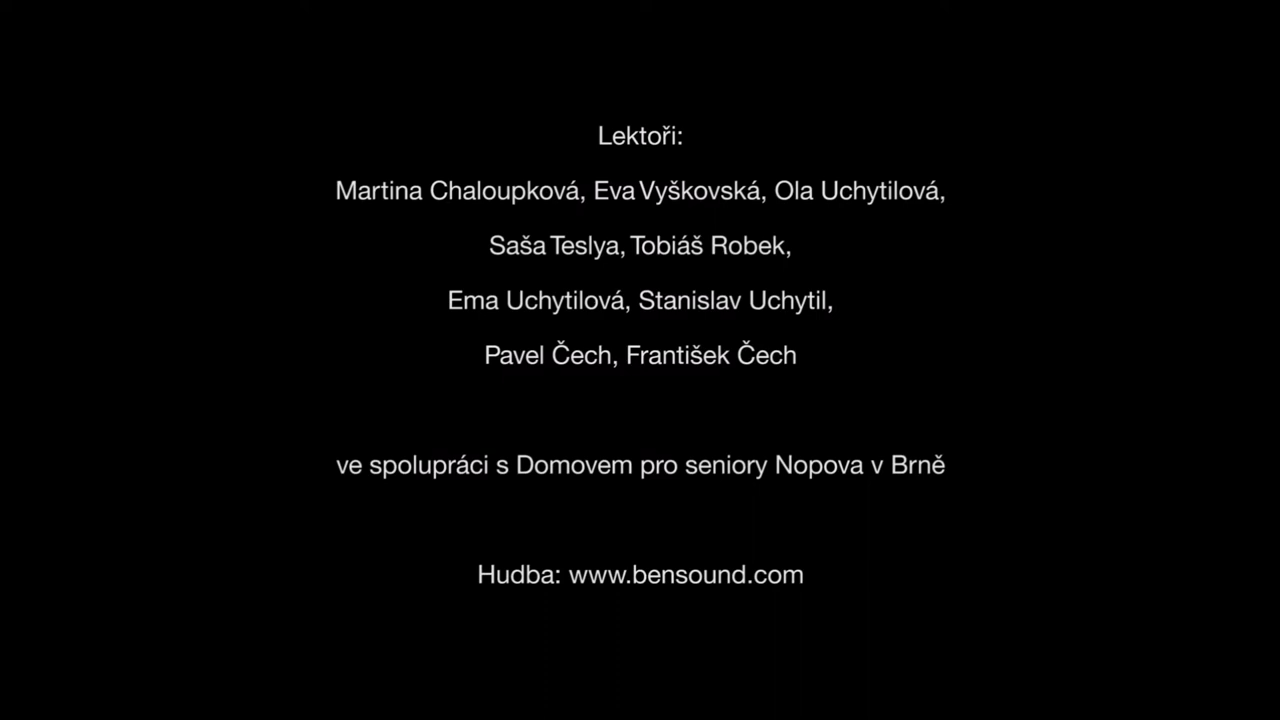 Lektoři:
Martina Chaloupková, Eva Vyškovská, Ola Uchytilová,
Saša Teslya, Tobiáš Robek,
Ema Uchytilová, Stanislav Uchytil,
Pavel Čech, František Čech
ve spolupráci s Domovem pro seniory Nopova v Brně
Hudba: www.bensound.com